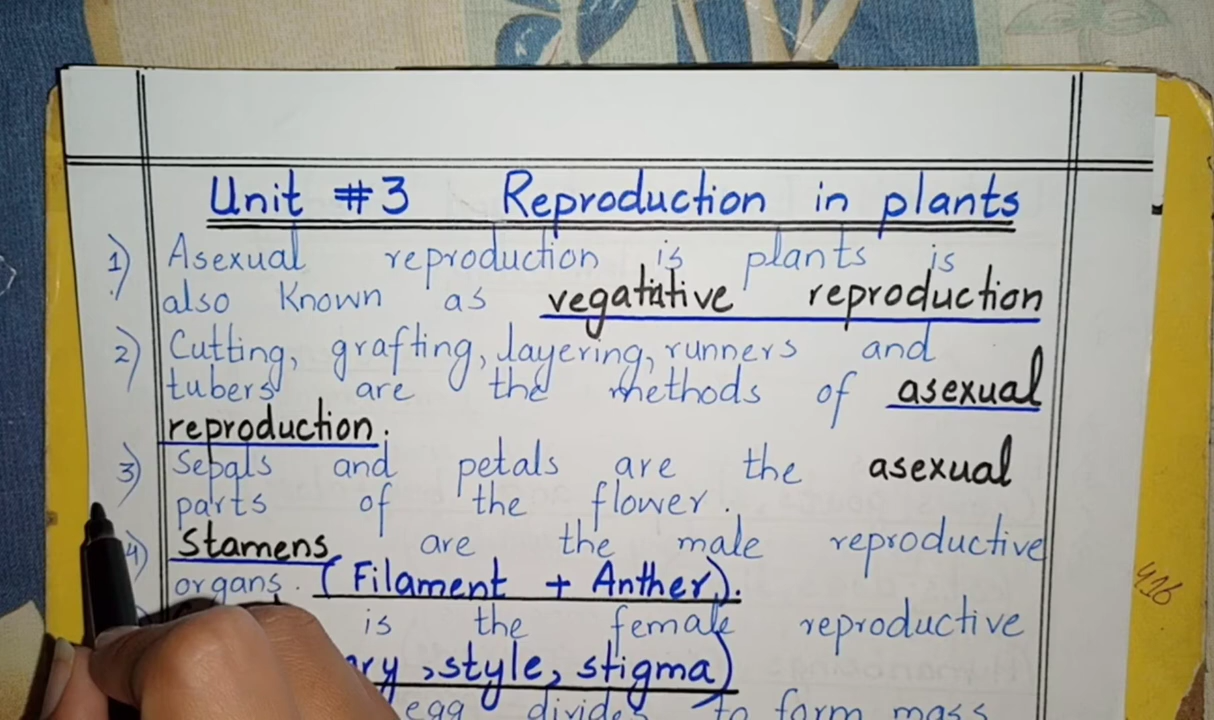 Unit #3 Reproduction in plants
1) Asexual reproduction is plants is
also known as vegatative reproduction
2) Cutting, grafting, layering, runners and
tubers are the methods of asexual
reproduction.
3) Sepals and petals are the asexual
parts of the flower.
4) Stamens are the male reproductive
organs. (Filament + Anther).
is the female reproductive
style, stigma)
egg divides to form mass
426